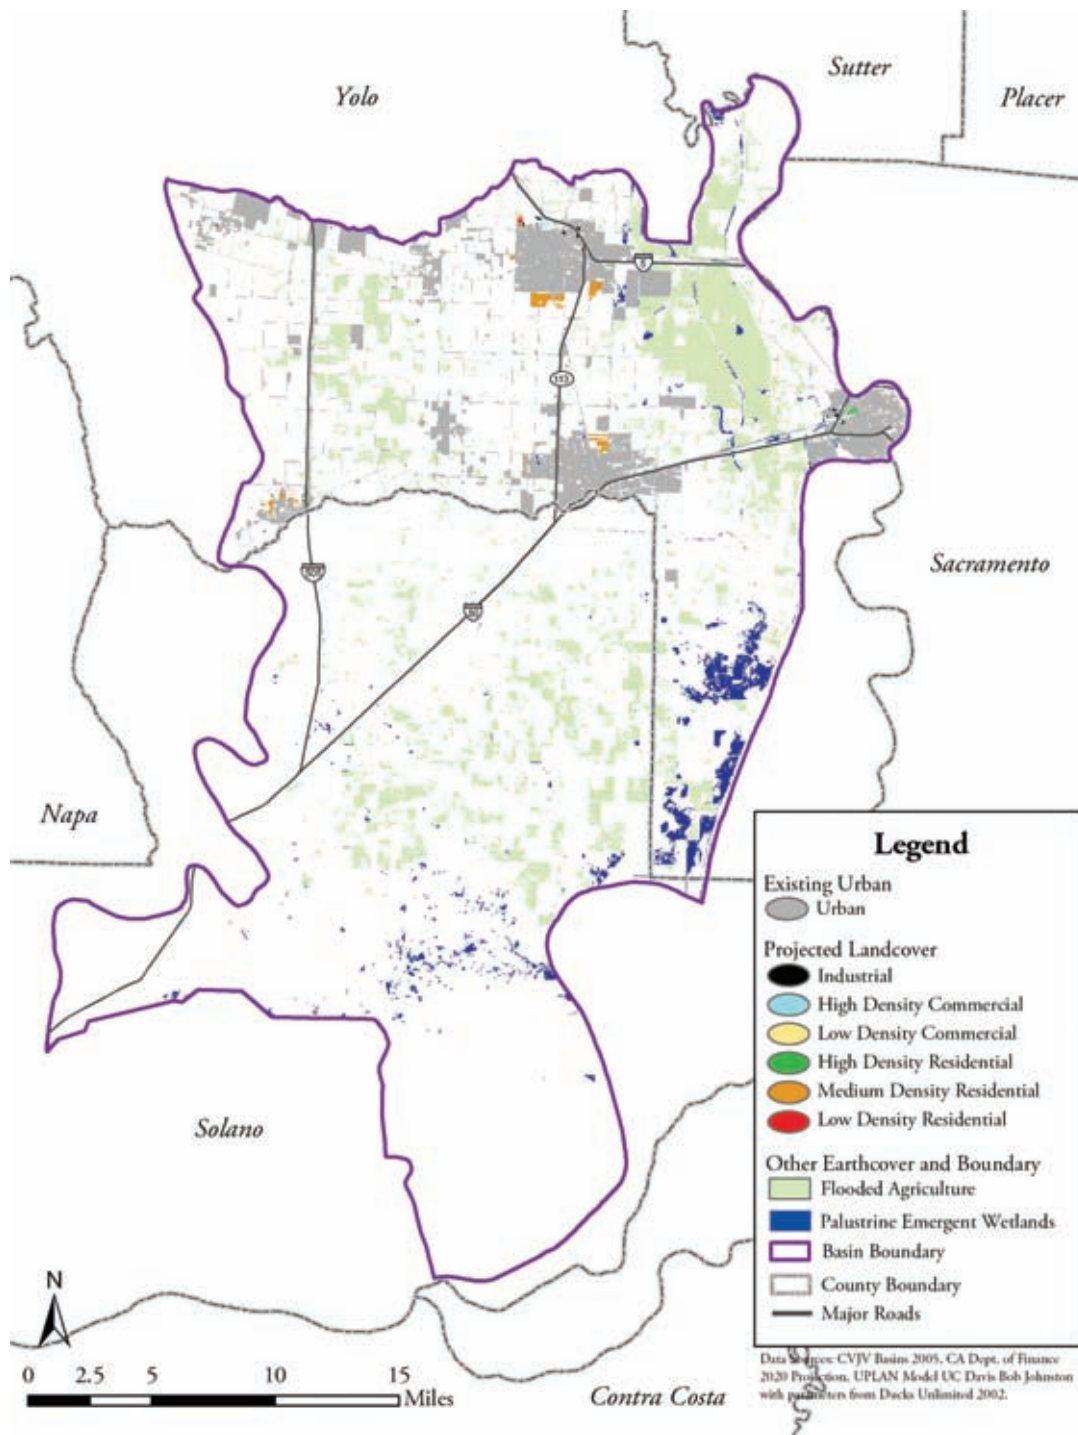 Sutter
Yolo
Placer
5
113
Sacramento
Napa
Legend
Existing Urban
Urban
Projected Landcover
Industrial
High Density Commercial
Low Density Commercial
High Density Residential
Medium Density Residential
Low Density Residential
Solano
Other Earthcover and Boundary
Flooded Agriculture
Palustrine Emergent Wetlands
Basin Boundary
County Boundary
Major Roads
N
0 2.5 5 10 15
Miles
Contra Costa
Data Sources: CVJV Basins 2005, CA Dept. of Finance
2020 Projection, UPLAN Model UC Davis Bob Johnston
with parameters from Ducks Unlimited 2002.